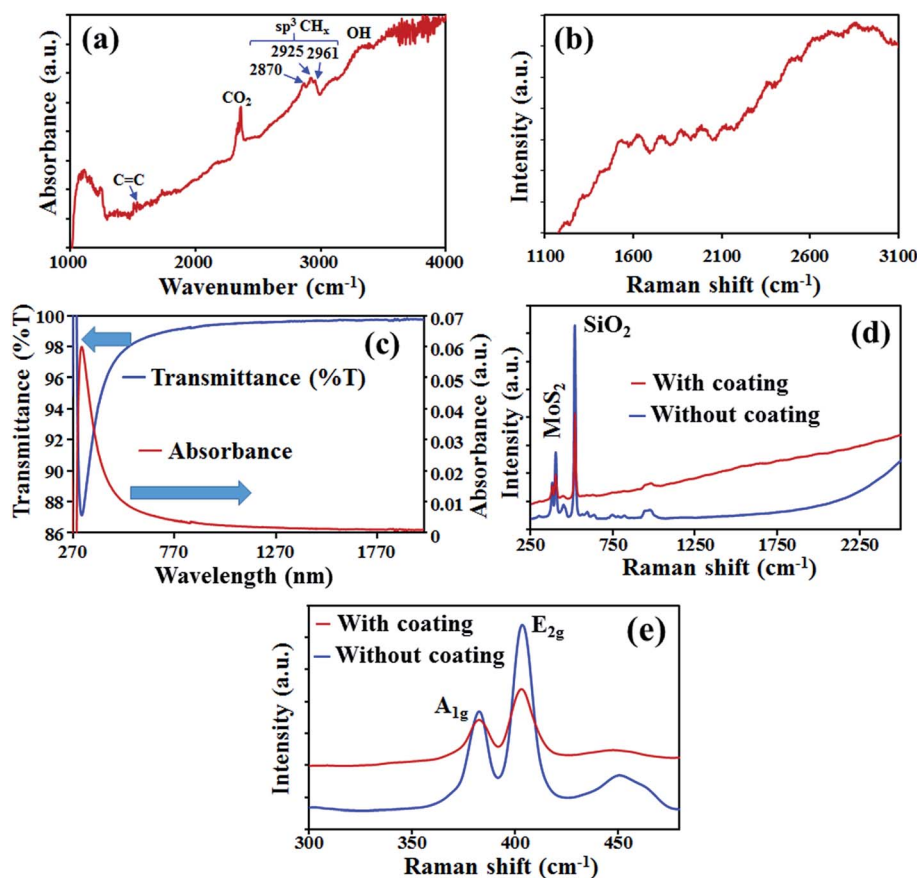 (a)
sp³ CHₓ
OH
2925 2961
2870
CO₂
C=C
Absorbance (a.u.)
1000 2000 3000 4000
Wavenumber (cm⁻¹)
(b)
Intensity (a.u.)
1100 1600 2100 2600 3100
Raman shift (cm⁻¹)
(c)
Transmittance (%T)
100
98
96
94
92
90
88
86
Transmittance (%T)
Absorbance
0.07
0.06
0.05
0.04
0.03
0.02
0.01
0
Absorbance (a.u.)
270 770 1270 1770
Wavelength (nm)
(d)
SiO₂
MoS₂
With coating
Without coating
Intensity (a.u.)
250 750 1250 1750 2250
Raman shift (cm⁻¹)
(e)
With coating
Without coating
E₂g
A₁g
Intensity (a.u.)
300 350 400 450
Raman shift (cm⁻¹)